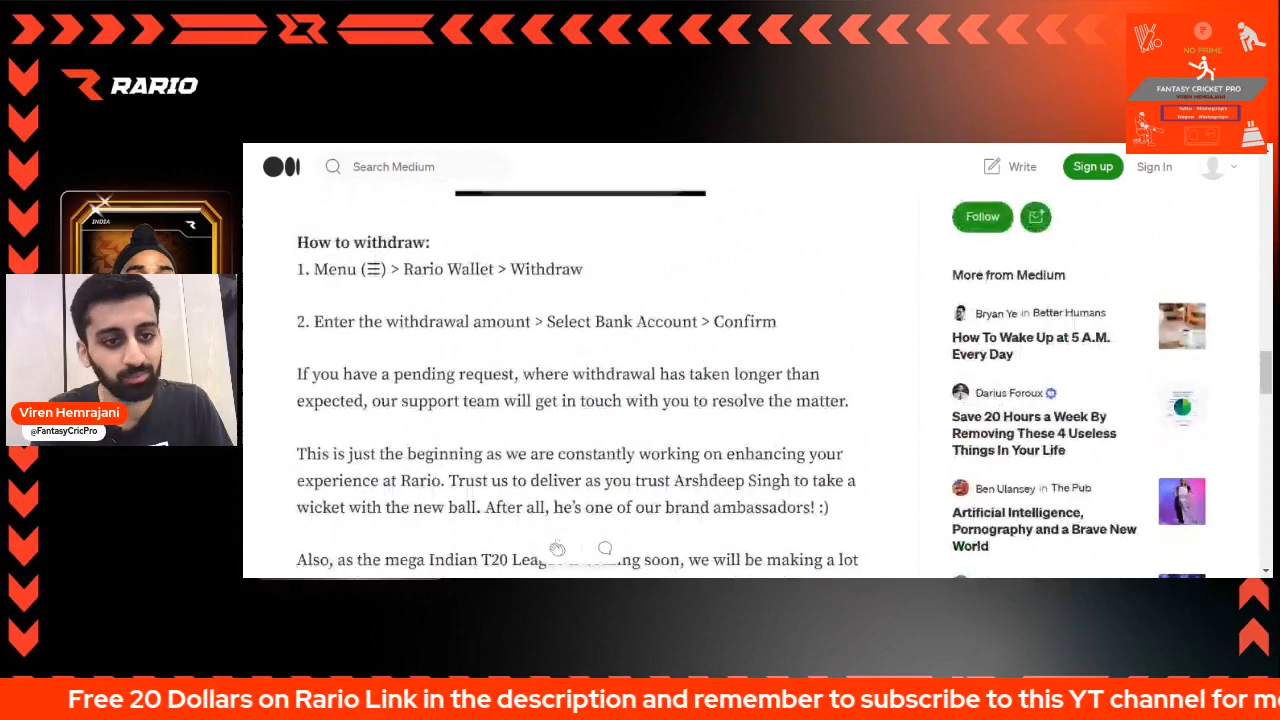 RARIO
NO PRIME
FANTASY CRICKET PRO
VIREN HEMRAJANI
INDIA
Viren Hemrajani
@FantasyCricPro
Search Medium
Write
Sign up
Sign In
How to withdraw:
1. Menu (☰) > Rario Wallet > Withdraw
2. Enter the withdrawal amount > Select Bank Account > Confirm
If you have a pending request, where withdrawal has taken longer than
expected, our support team will get in touch with you to resolve the matter.
This is just the beginning as we are constantly working on enhancing your
experience at Rario. Trust us to deliver as you trust Arshdeep Singh to take a
wicket with the new ball. After all, he's one of our brand ambassadors! :)
Also, as the mega Indian T20 soon, we will be making a lot
Follow
More from Medium
Bryan Ye in Better Humans
How To Wake Up at 5 A.M.
Every Day
Darius Foroux
Save 20 Hours a Week By
Removing These 4 Useless
Things In Your Life
Ben Ulansey in The Pub
Artificial Intelligence,
Pornography and a Brave New
World
Free 20 Dollars on Rario Link in the description and remember to subscribe to this YT channel for m